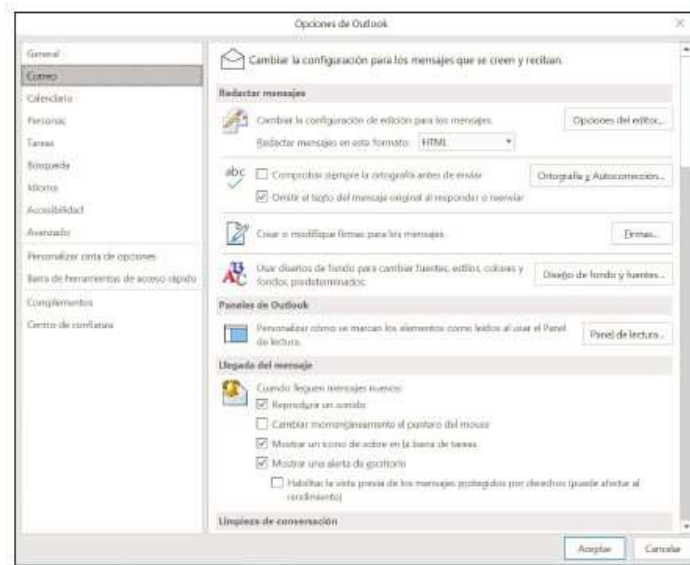 Opciones de Outlook
General
Correo
Calendario
Personas
Tareas
Búsqueda
Idioma
Accesibilidad
Avanzado
Personalizar cinta de opciones
Barra de herramientas de acceso rápido
Complementos
Centro de confianza
Cambiar la configuración para los mensajes que se creen y reciban.
Redactar mensajes
Cambiar la configuración de edición para los mensajes.
Opciones del editor...
Redactar mensajes en este formato: HTML
abc
Comprobar siempre la ortografía antes de enviar
Ortografía y Autocorrección...
Omitir el texto del mensaje original al responder o reenviar
Crear o modifique firmas para los mensajes.
Firmas...
Usar diseños de fondo para cambiar fuentes, estilos, colores y
fondos predeterminados.
Diseño de fondo y fuentes...
Paneles de Outlook
Personalizar cómo se marcan los elementos como leídos al usar el Panel
de lectura.
Panel de lectura...
Llegada del mensaje
Cuando lleguen mensajes nuevos:
Reproducir un sonido
Cambiar momentáneamente el puntero del mouse
Mostrar un icono de sobre en la barra de tareas
Mostrar una alerta de escritorio
Habilitar la vista previa de los mensajes protegidos por derechos (puede afectar al
rendimiento)
Limpieza de conversación
Aceptar
Cancelar